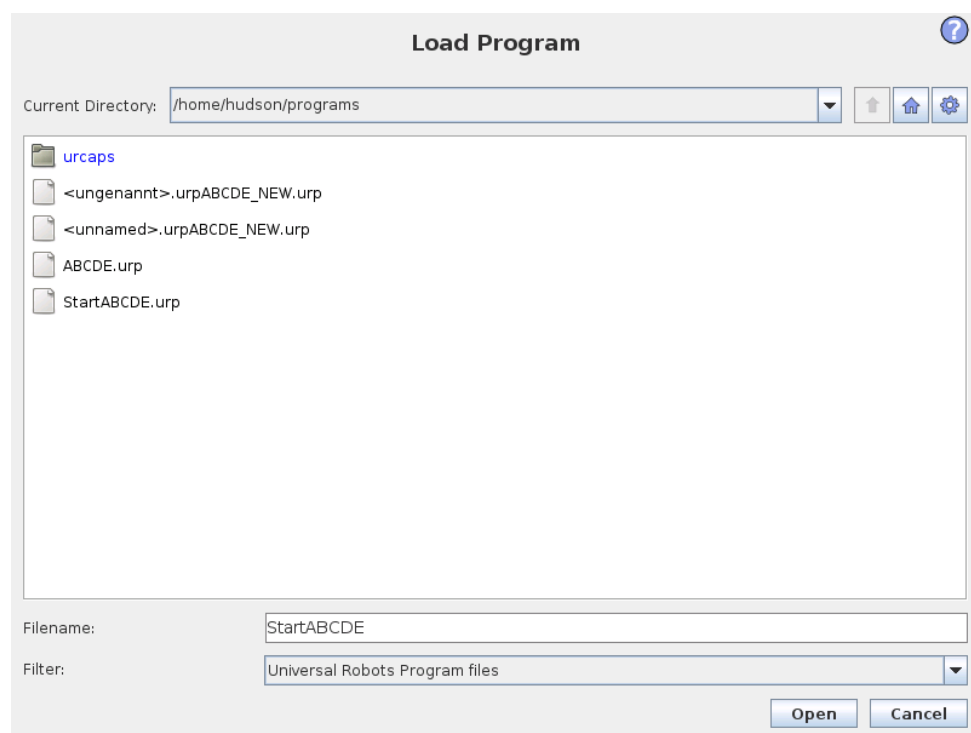 Load Program
?
Current Directory: /home/hudson/programs
urcaps
<ungenannt>.urpABCDE_NEW.urp
<unnamed>.urpABCDE_NEW.urp
ABCDE.urp
StartABCDE.urp
Filename: StartABCDE
Filter: Universal Robots Program files
Open Cancel